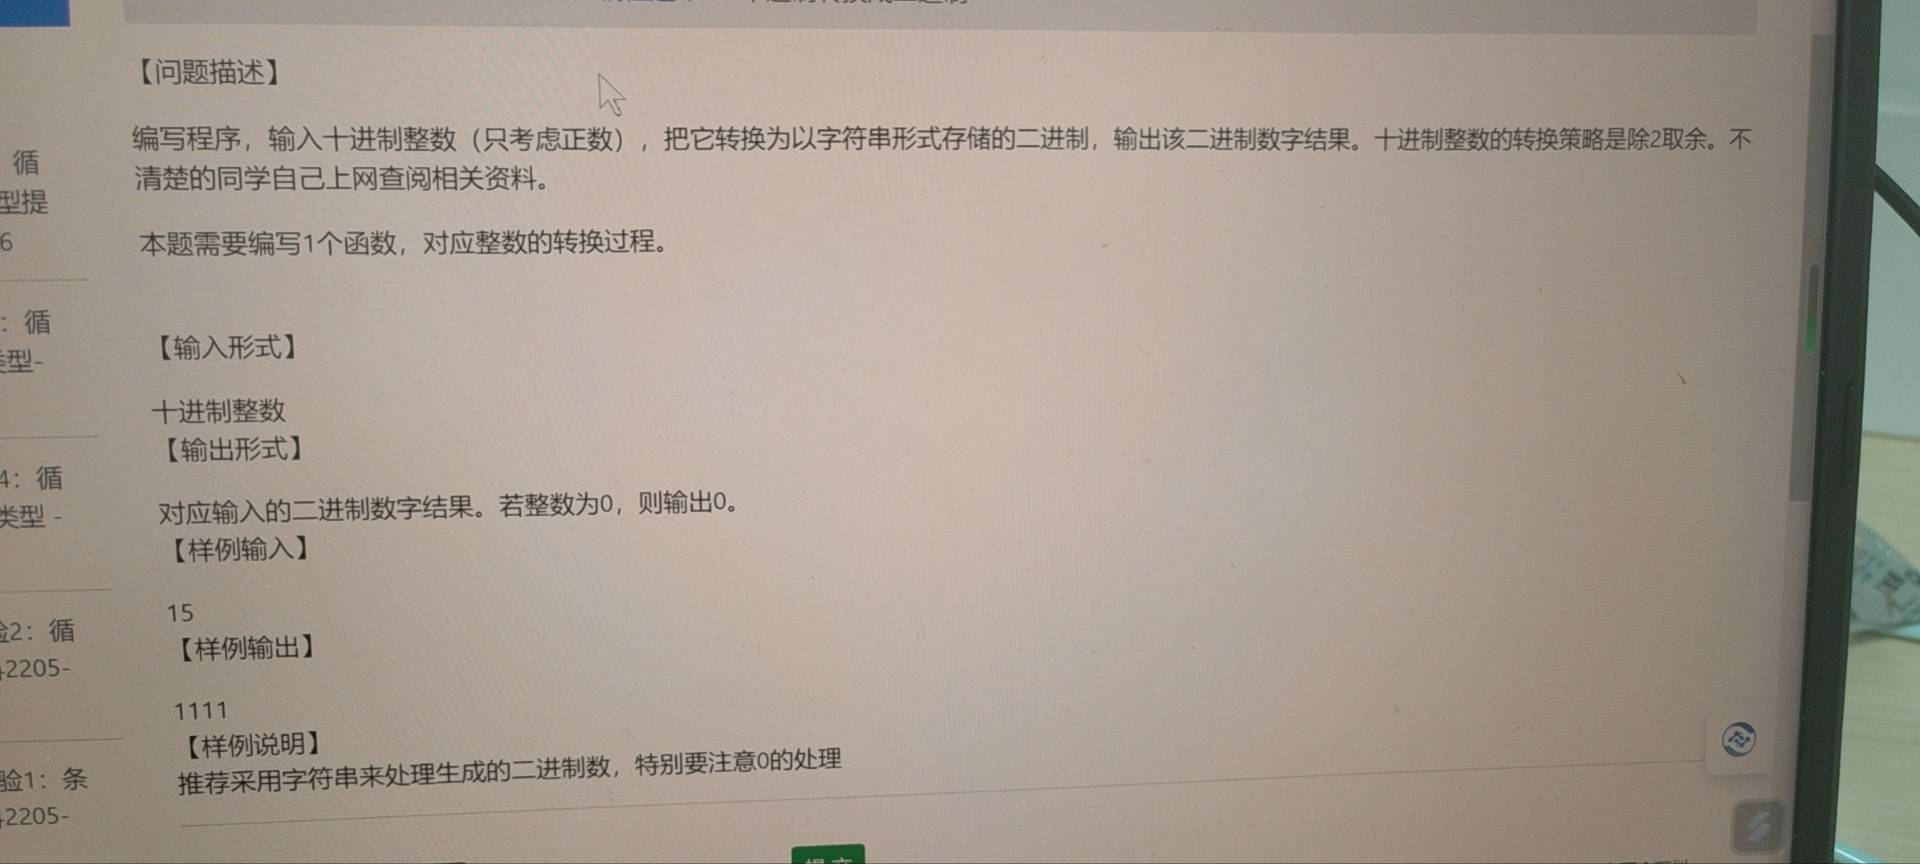 【问题描述】
编写程序，输入十进制整数（只考虑正数），把它转换为以字符串形式存储的二进制，输出该二进制数字结果。十进制整数的转换策略是除2取余。不
清楚的同学自己上网查阅相关资料。
本题需要编写1个函数，对应整数的转换过程。
【输入形式】
十进制整数
【输出形式】
对应输入的二进制数字结果。若整数为0，则输出0。
【样例输入】
15
【样例输出】
1111
【样例说明】
推荐采用字符串来处理生成的二进制数，特别要注意0的处理
循
型提
6
：循
类型-
4：循
类型 -
验2：循
2205-
验1：条
2205-
提交